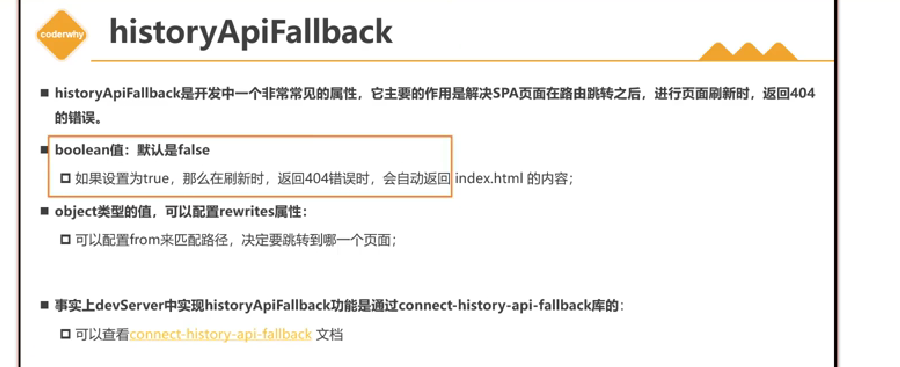 coderwhy
historyApiFallback
historyApiFallback是开发中一个非常常见的属性，它主要的作用是解决SPA页面在路由跳转之后，进行页面刷新时，返回404
的错误。
boolean值：默认是false
如果设置为true，那么在刷新时，返回404错误时，会自动返回 index.html 的内容；
object类型的值，可以配置rewrites属性：
可以配置from来匹配路径，决定要跳转到哪一个页面；
事实上devServer中实现historyApiFallback功能是通过connect-history-api-fallback库的：
可以查看connect-history-api-fallback 文档